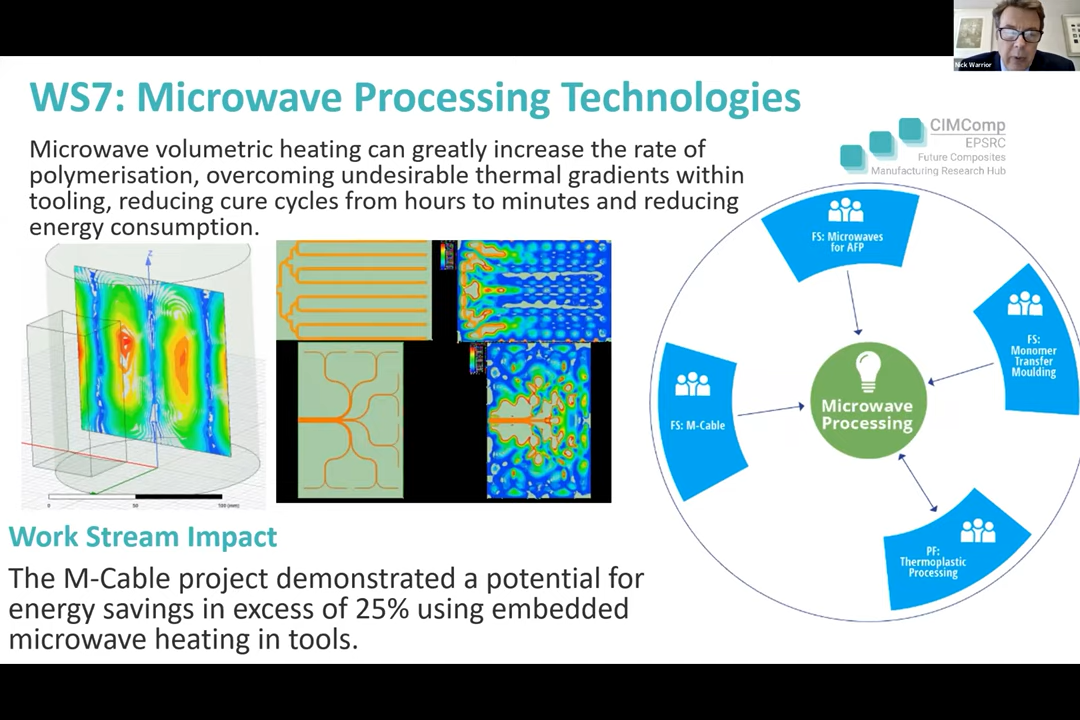 Nick Warrior
WS7: Microwave Processing Technologies
CIMComp
EPSRC
Future Composites
Manufacturing Research Hub
Microwave volumetric heating can greatly increase the rate of
polymerisation, overcoming undesirable thermal gradients within
tooling, reducing cure cycles from hours to minutes and reducing
energy consumption.
Z
0
50
100 (mm)
FS: Microwaves
for AFP
FS:
Monomer
Transfer
Moulding
FS: M-Cable
Microwave
Processing
PF:
Thermoplastic
Processing
Work Stream Impact
The M-Cable project demonstrated a potential for
energy savings in excess of 25% using embedded
microwave heating in tools.